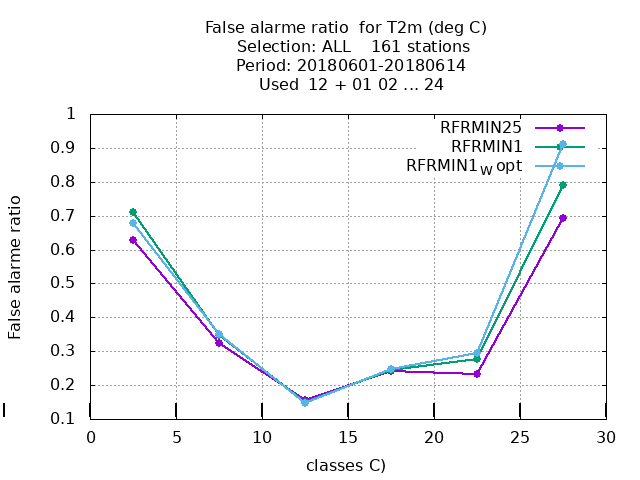 False alarme ratio  for T2m (deg C)
Selection: ALL    161 stations
Period: 20180601-20180614
Used  12 + 01 02 ... 24
RFRMIN25
RFRMIN1
RFRMIN1W opt
1
0.9
0.8
0.7
0.6
0.5
0.4
0.3
0.2
0.1
False alarme ratio
0 5 10 15 20 25 30
classes C)